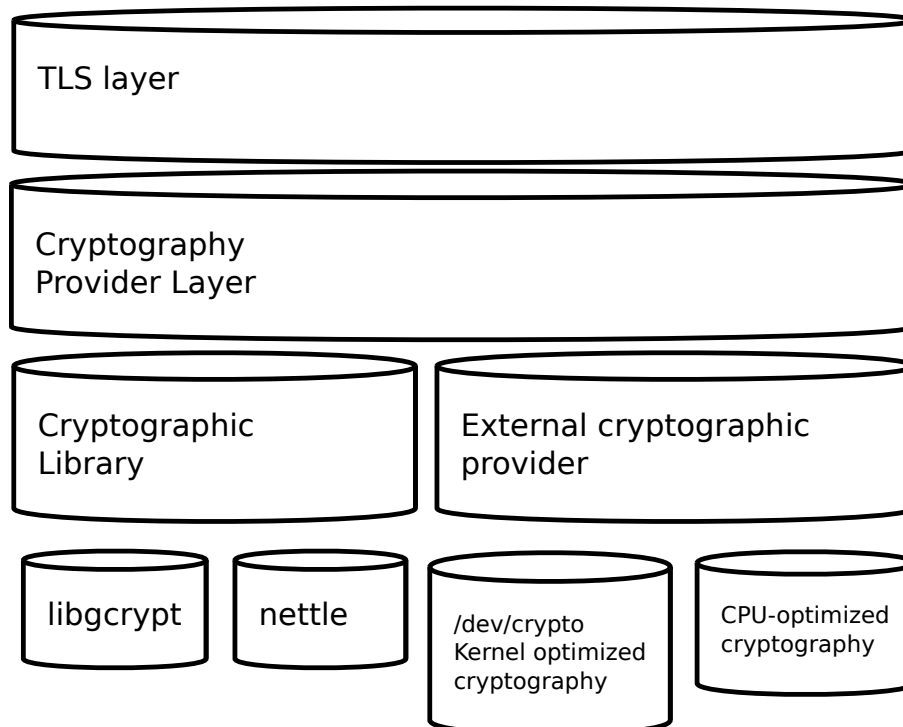 TLS layer
Cryptography
Provider Layer
Cryptographic
Library
External cryptographic
provider
libgcrypt
nettle
/dev/crypto
Kernel optimized
cryptography
CPU-optimized
cryptography